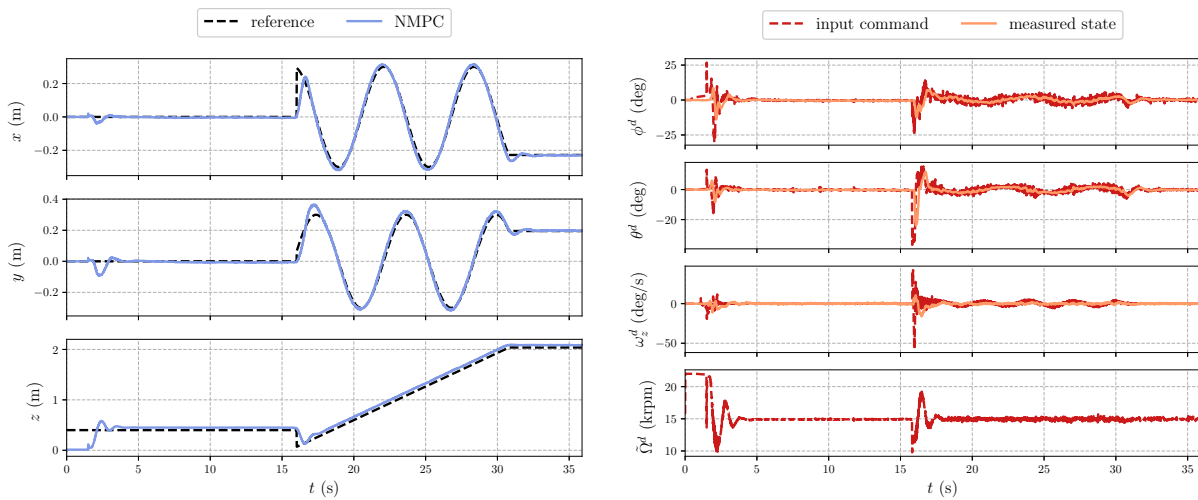 reference NMPC
0.2
0.0
−0.2
x (m)
0.4
0.2
0.0
−0.2
y (m)
2
1
0
z (m)
0 5 10 15 20 25 30 35
t (s)
input command measured state
25
0
−25
ϕᵈ (deg)
0
−20
θᵈ (deg)
0
−50
ω_zᵈ (deg/s)
20
15
10
Ω̃ᵈ (krpm)
0 5 10 15 20 25 30 35
t (s)